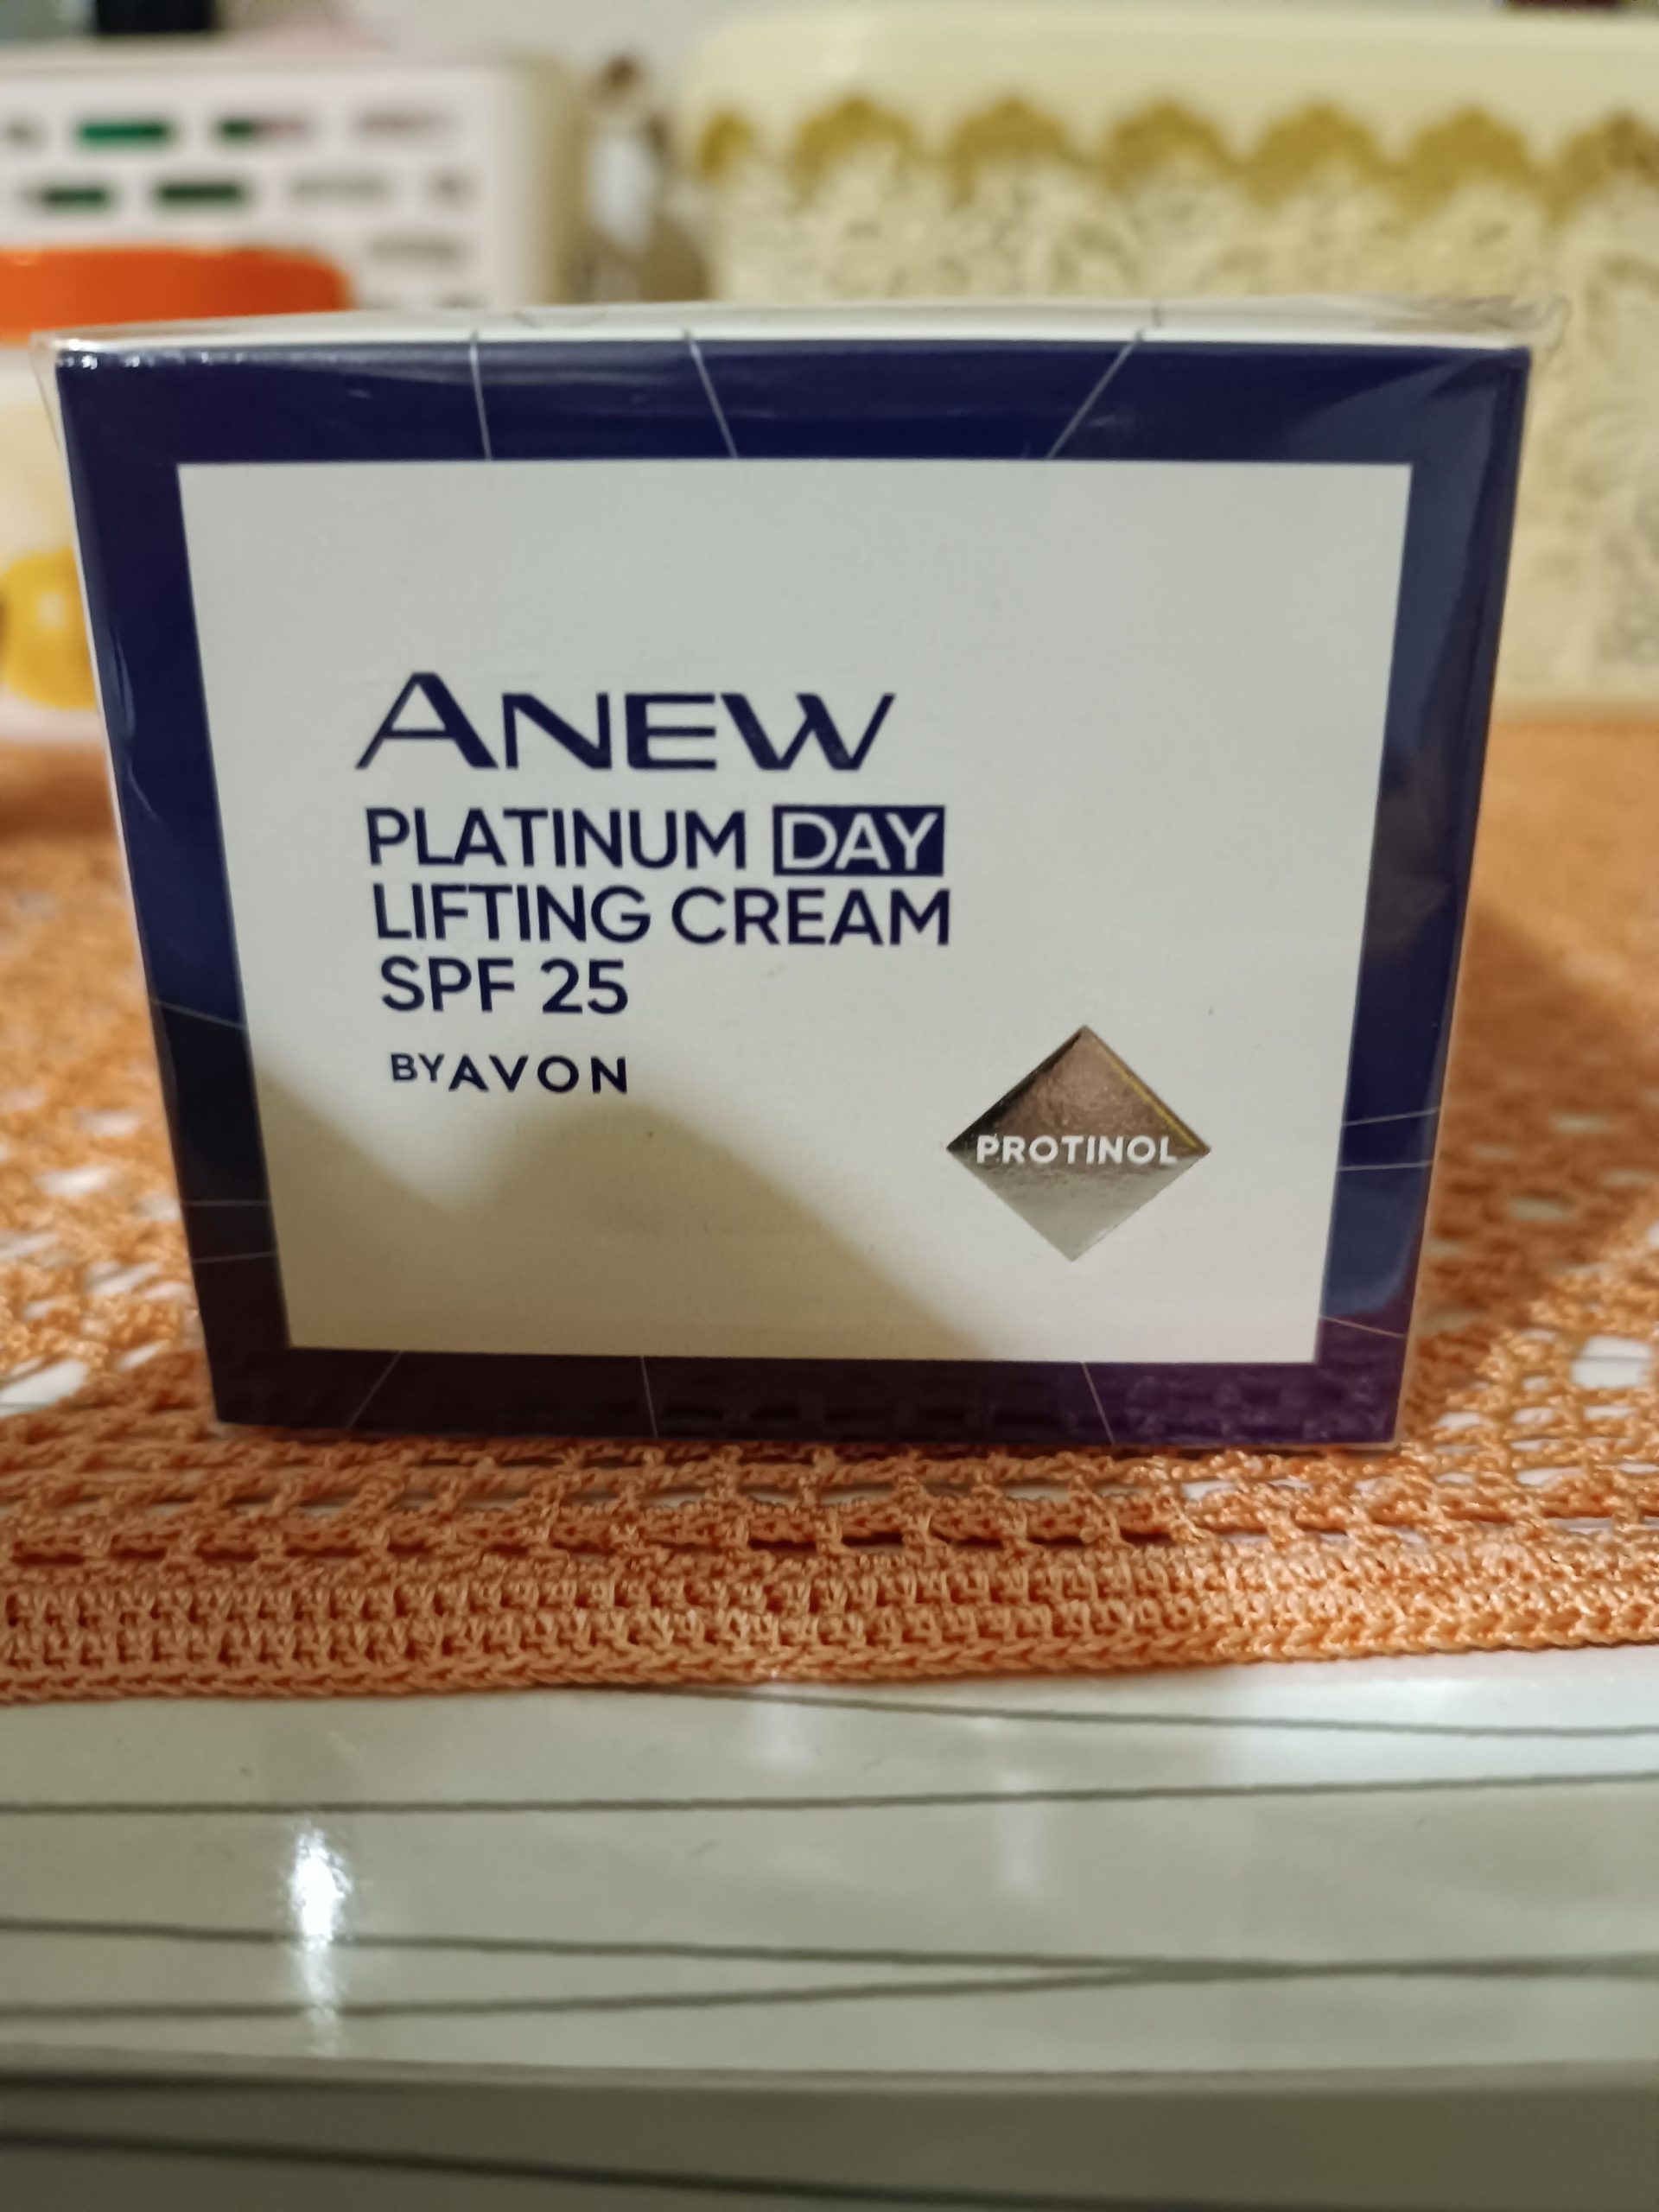 ANEW
PLATINUM DAY
LIFTING CREAM
SPF 25
BY AVON
PROTINOL